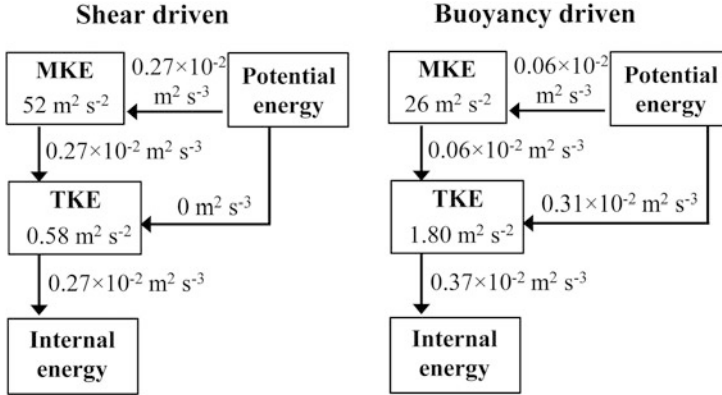 Shear driven
MKE
52 m² s⁻²
0.27×10⁻²
m² s⁻³
Potential
energy
0.27×10⁻² m² s⁻³
TKE
0.58 m² s⁻²
0 m² s⁻³
0.27×10⁻² m² s⁻³
Internal
energy
Buoyancy driven
MKE
26 m² s⁻²
0.06×10⁻²
m² s⁻³
Potential
energy
0.06×10⁻² m² s⁻³
TKE
1.80 m² s⁻²
0.31×10⁻² m² s⁻³
0.37×10⁻² m² s⁻³
Internal
energy